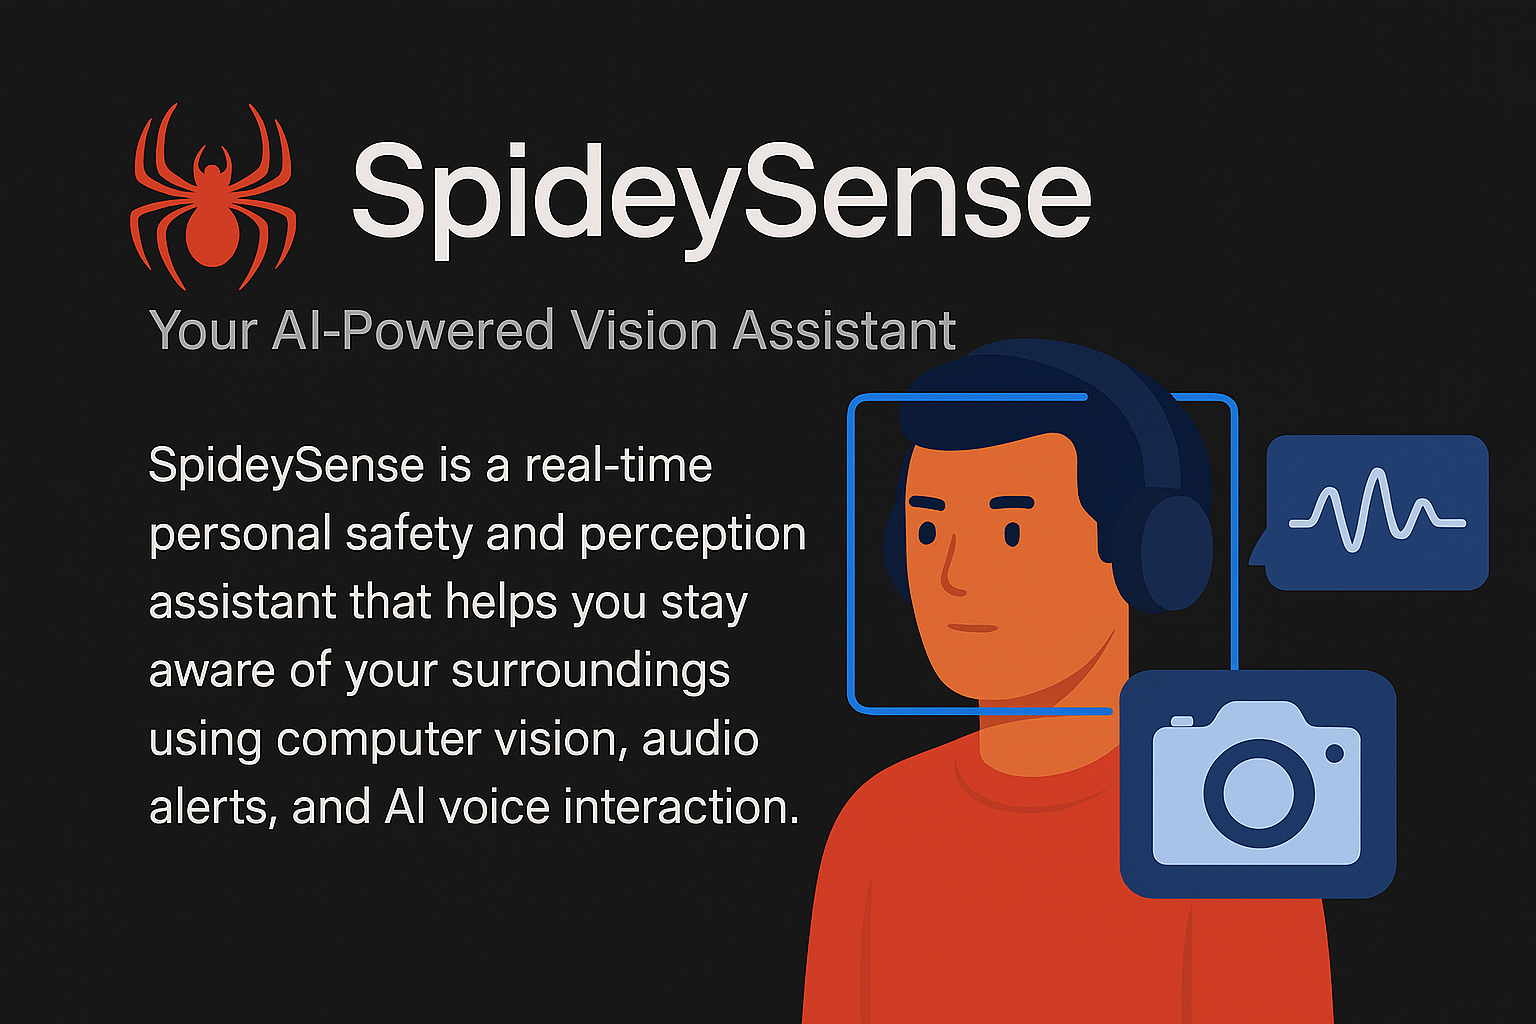 SpideySense
Your AI-Powered Vision Assistant
SpideySense is a real-time
personal safety and perception
assistant that helps you stay
aware of your surroundings
using computer vision, audio
alerts, and AI voice interaction.